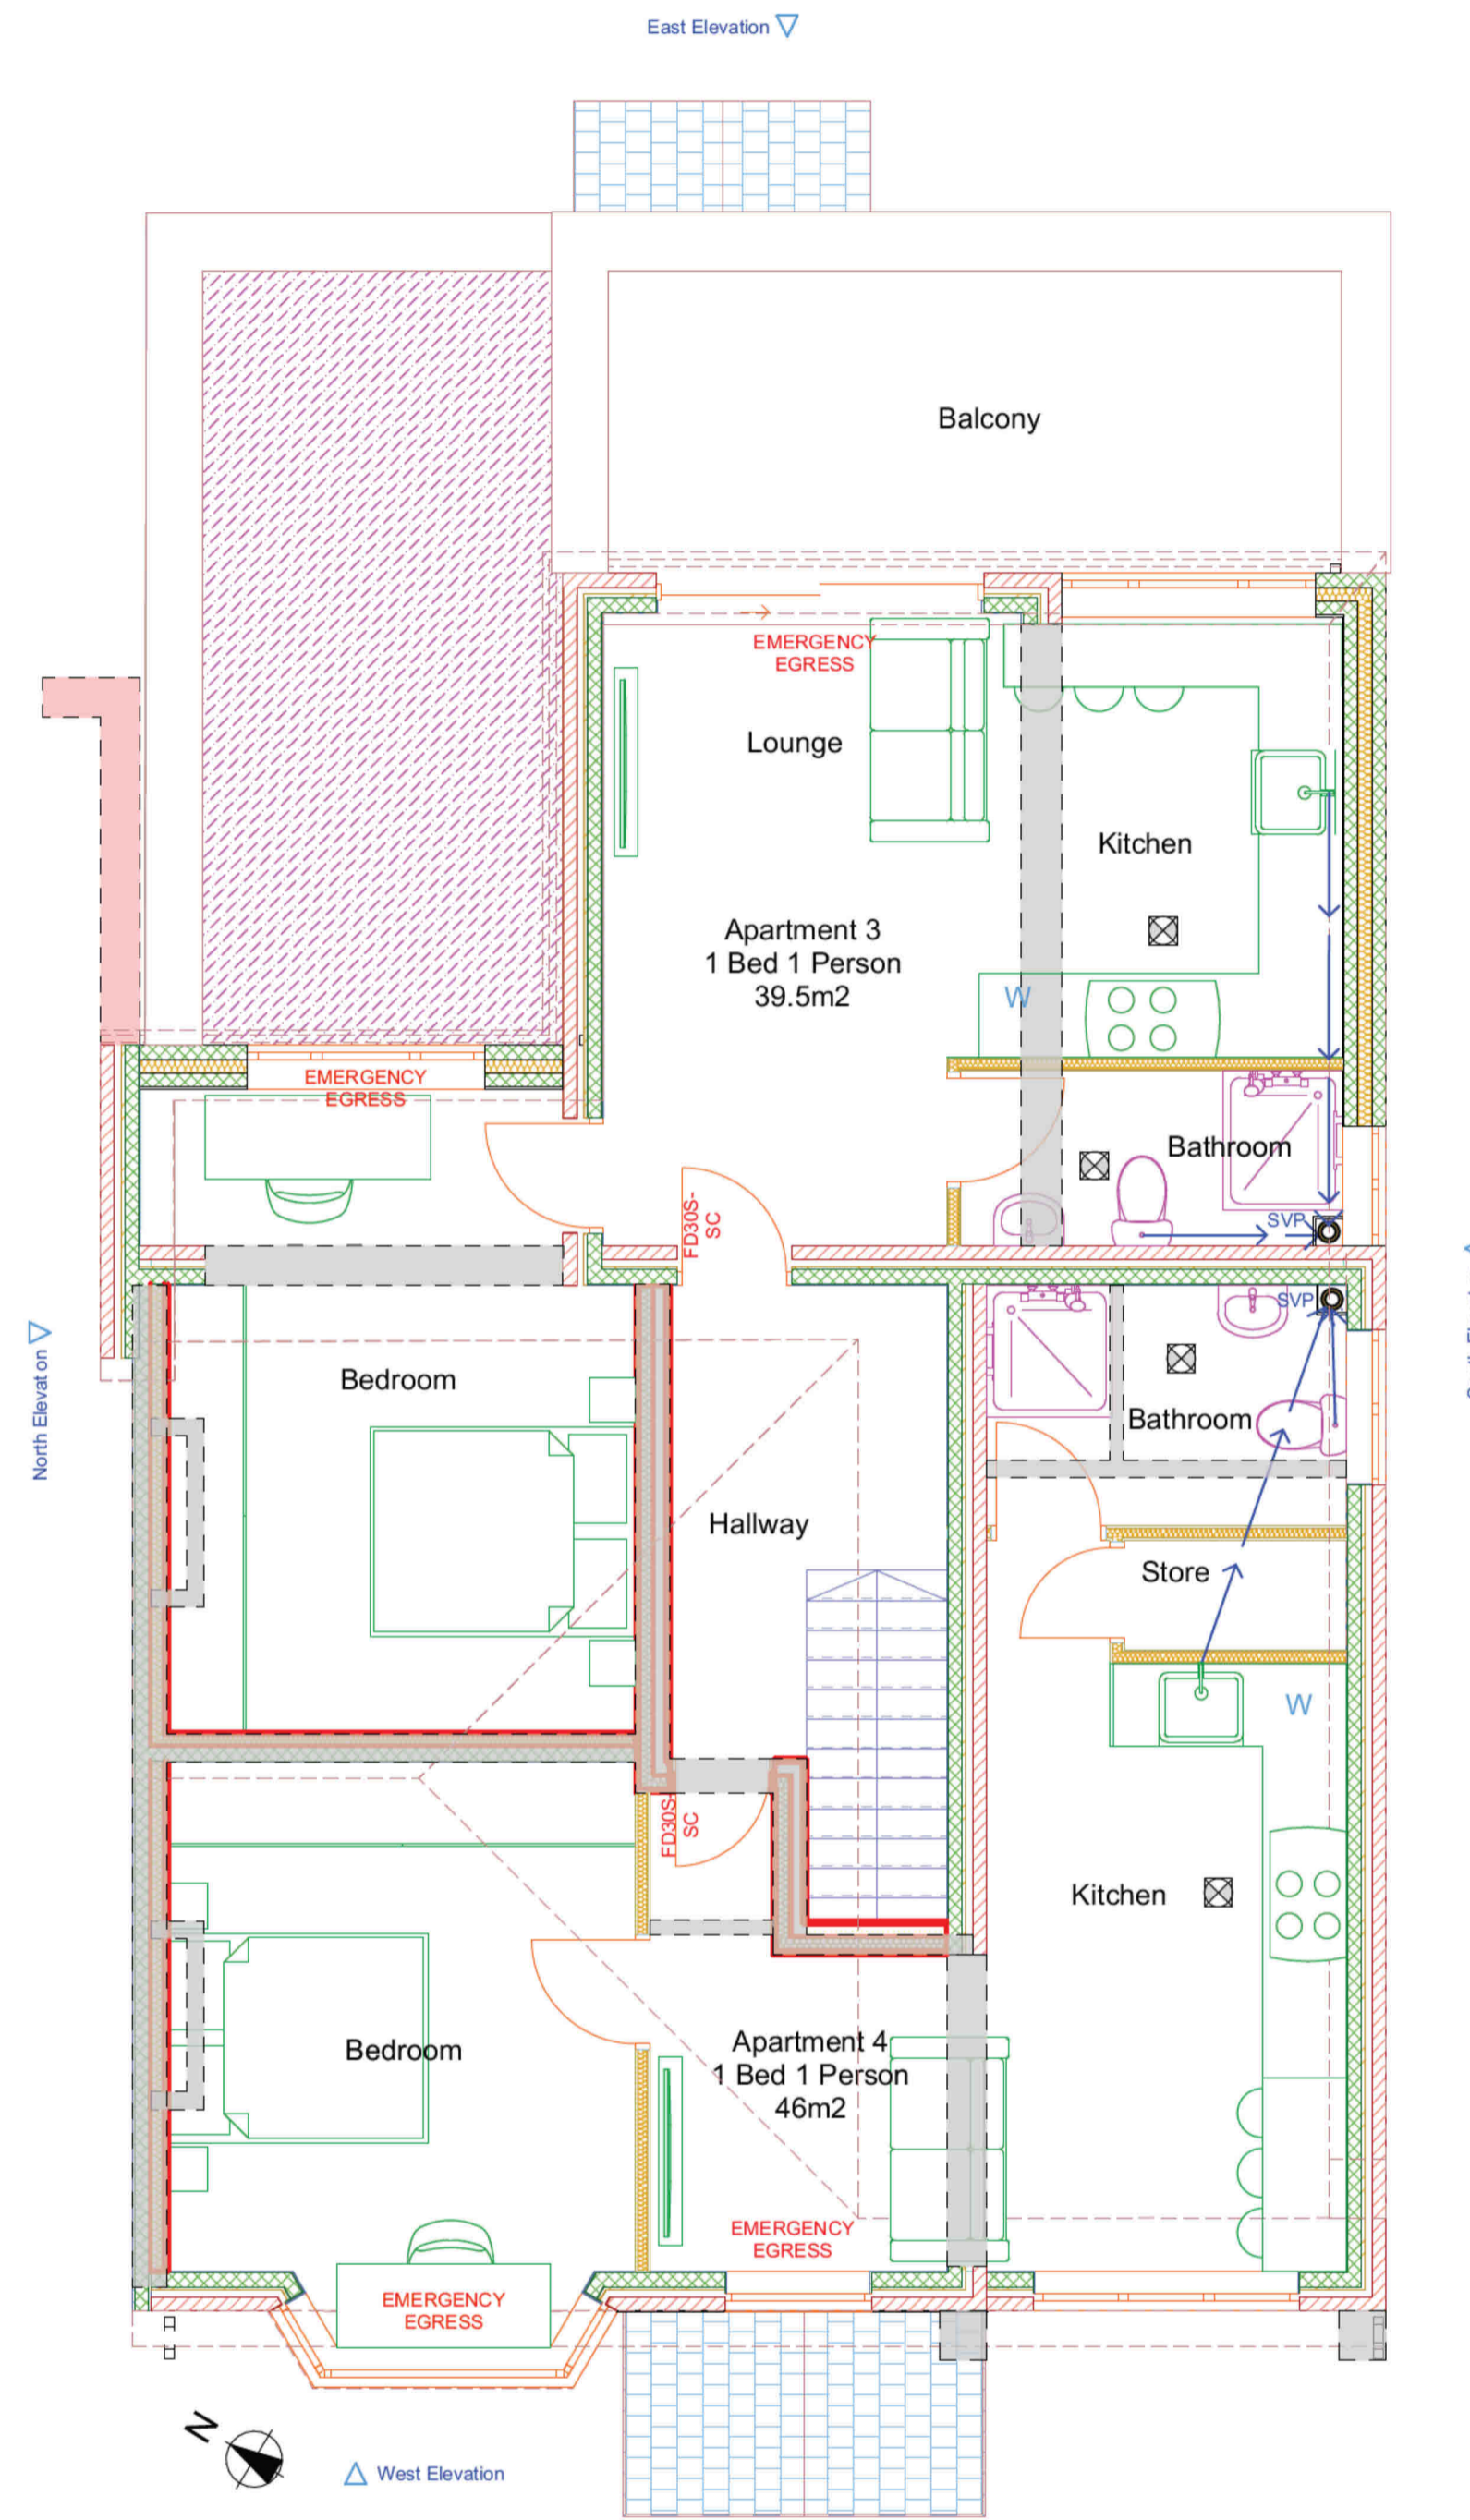 East Elevation
Balcony
EMERGENCY
EGRESS
Lounge
Kitchen
Apartment 3
1 Bed 1 Person
39.5m2
W
EMERGENCY
EGRESS
Bathroom
FD30S-
SC
SVP
SVP
North Elevat on
Bedroom
Bathroom
Hallway
Store
W
FD30S-
SC
Kitchen
Bedroom
Apartment 4
1 Bed 1 Person
46m2
EMERGENCY
EGRESS
EMERGENCY
EGRESS
N
West Elevation